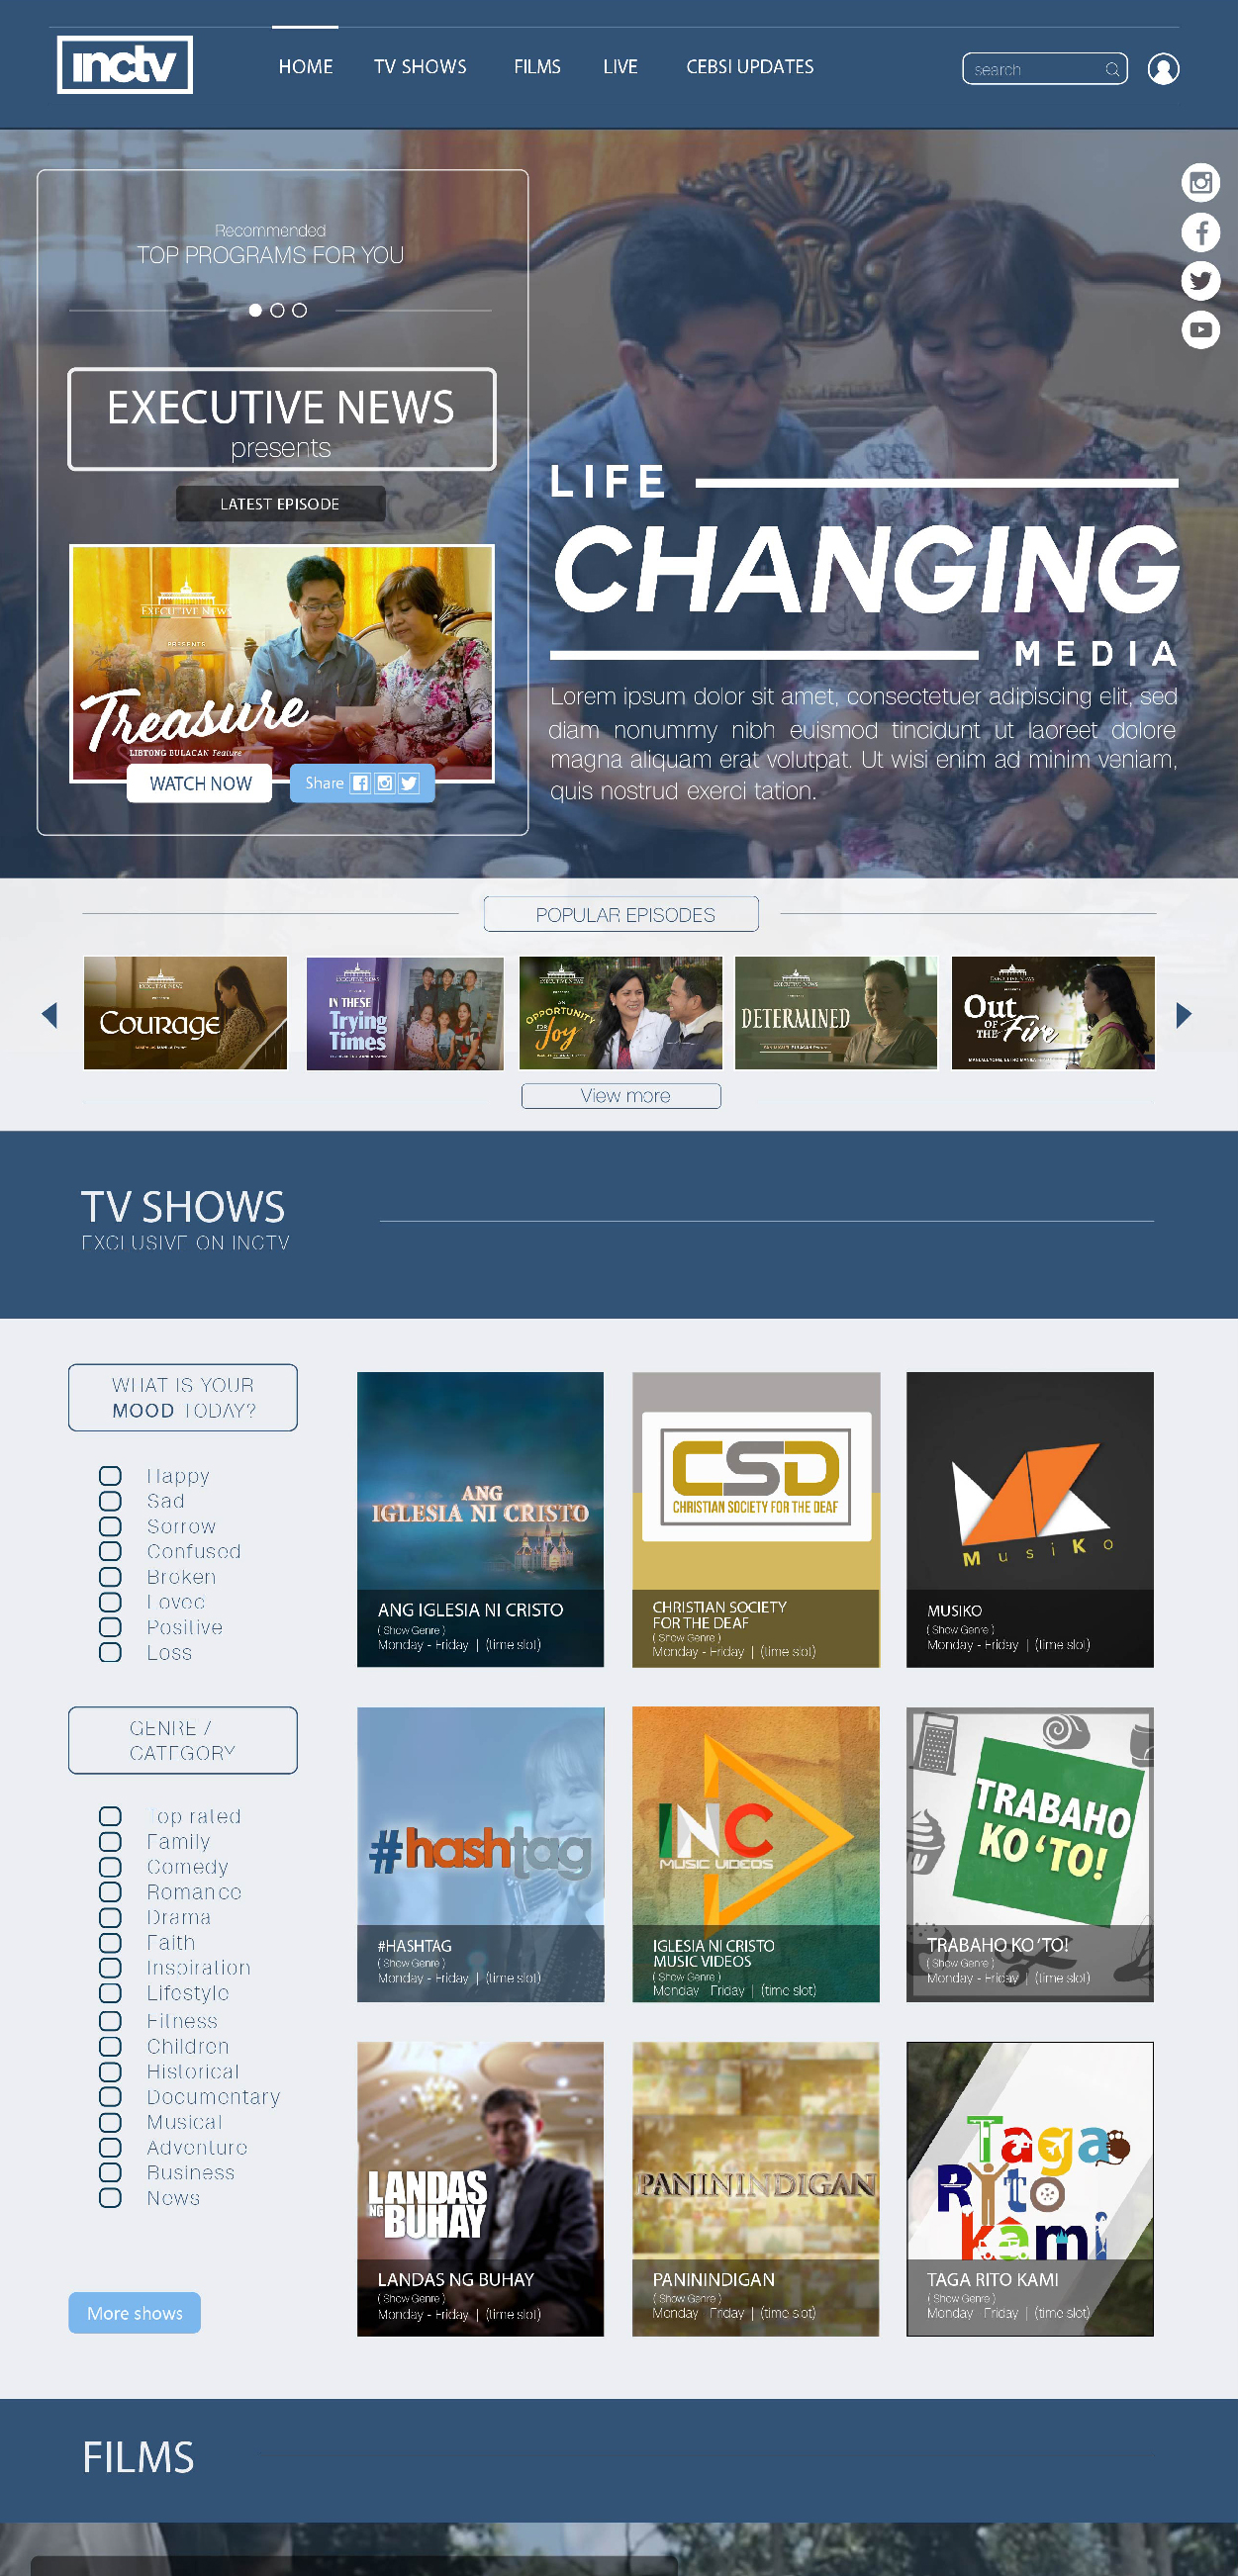 inctv
HOME
TV SHOWS
FILMS
LIVE
CEBSI UPDATES
search
Recommended
TOP PROGRAMS FOR YOU
EXECUTIVE NEWS
presents
LATEST EPISODE
EXECUTIVE NEWS
PRESENTS
Treasure
LIBTONG BULACAN Feature
WATCH NOW
Share
LIFE
CHANGING
MEDIA
Lorem ipsum dolor sit amet, consectetuer adipiscing elit, sed
diam nonummy nibh euismod tincidunt ut laoreet dolore
magna aliquam erat volutpat. Ut wisi enim ad minim veniam,
quis nostrud exerci tation.
POPULAR EPISODES
COURAGE
IN THESE
Trying
Times
AN
OPPORTUNITY
FOR
Joy
DETERMINED
Out
OF
THE Fire
View more
TV SHOWS
EXCLUSIVE ON INCTV
WHAT IS YOUR
MOOD TODAY?
Happy
Sad
Sorrow
Confused
Broken
Loved
Positive
Loss
GENRE /
CATEGORY
Top rated
Family
Comedy
Romance
Drama
Faith
Inspiration
Lifestyle
Fitness
Children
Historical
Documentary
Musical
Adventure
Business
News
More shows
ANG
IGLESIA NI CRISTO
ANG IGLESIA NI CRISTO
( Show Genre )
Monday - Friday | (time slot)
CSD
CHRISTIAN SOCIETY FOR THE DEAF
CHRISTIAN SOCIETY
FOR THE DEAF
( Show Genre )
Monday - Friday | (time slot)
MusiKo
MUSIKO
( Show Genre )
Monday - Friday | (time slot)
#hashtag
#HASHTAG
( Show Genre )
Monday - Friday | (time slot)
INC
MUSIC VIDEOS
IGLESIA NI CRISTO
MUSIC VIDEOS
( Show Genre )
Monday - Friday | (time slot)
TRABAHO
KO 'TO!
TRABAHO KO 'TO!
( Show Genre )
Monday - Friday | (time slot)
LANDAS
NG BUHAY
LANDAS NG BUHAY
( Show Genre )
Monday - Friday | (time slot)
PANININDIGAN
PANININDIGAN
( Show Genre )
Monday - Friday | (time slot)
Taga
Rito
kami
TAGA RITO KAMI
( Show Genre )
Monday - Friday | (time slot)
FILMS